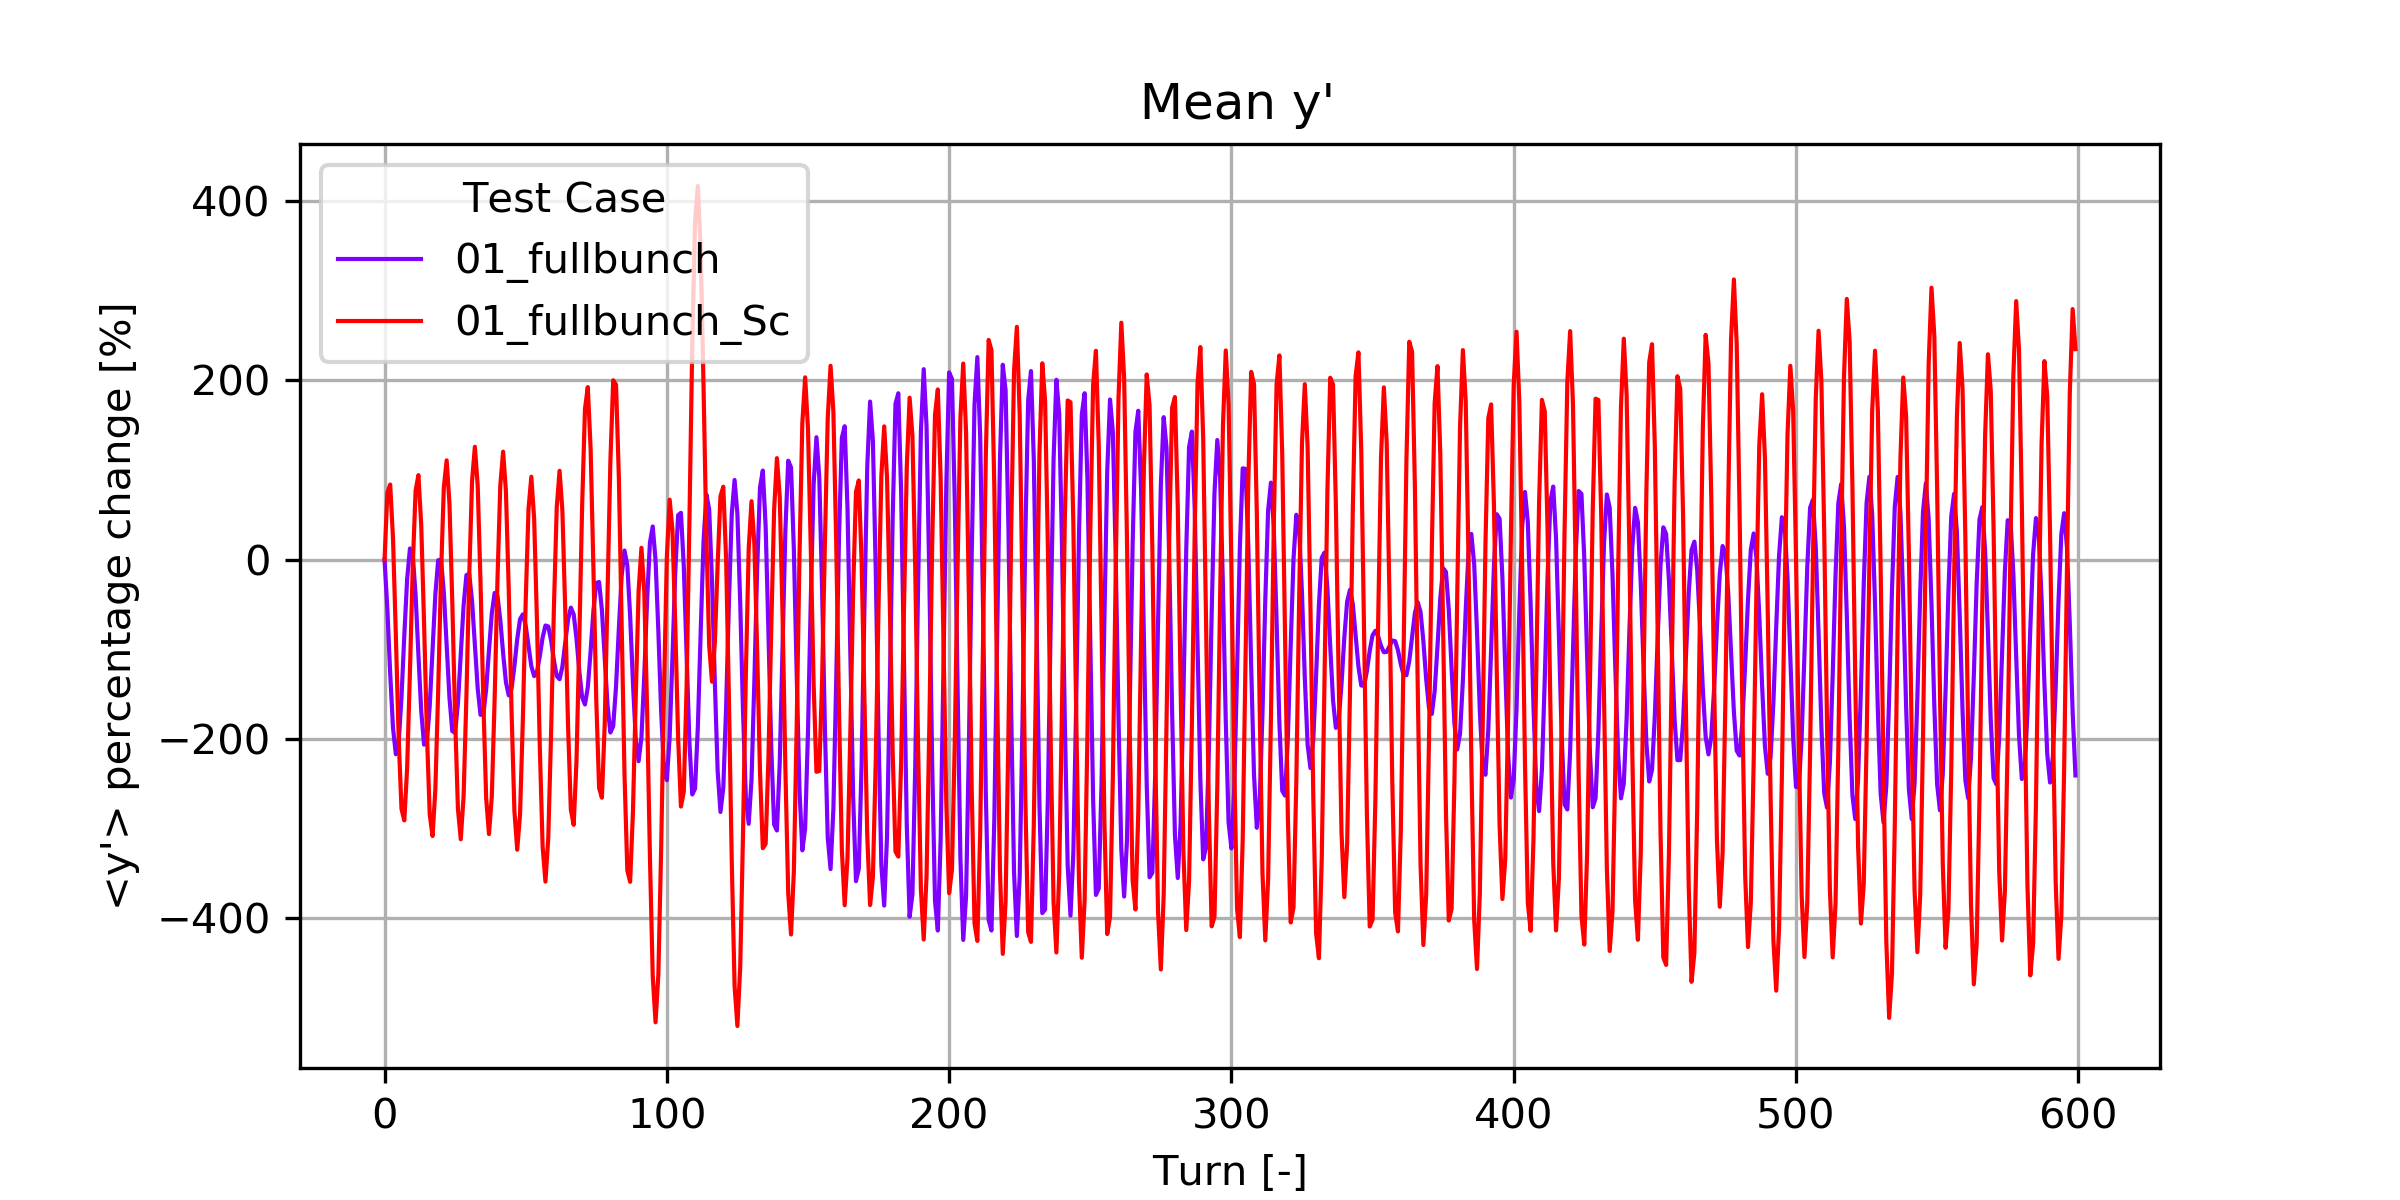 Mean y'
<y'> percentage change [%]
400
200
0
−200
−400
Test Case
01_fullbunch
01_fullbunch_Sc
0 100 200 300 400 500 600
Turn [-]